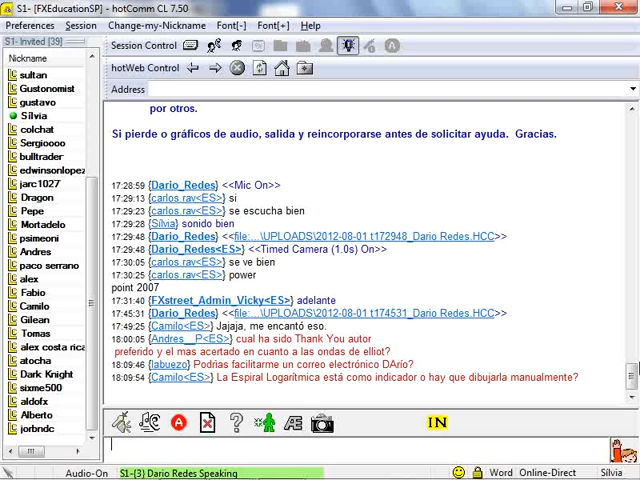 S1- [FXEducationSP] - hotComm CL 7.50
Preferences Session Change-my-Nickname Font[-] Font[+] Help
S1- Invited [39]
Nickname
sultan
Gustonomist
gustavo
Sílvia
colchat
Sergioooo
bulltrader
edwinsonlopez
jarc1027
Dragon
Pepe
Mortadelo
psimeoni
Andres
paco serrano
alex
Fabio
Camilo
Gilean
Tomas
alex costa rica
atocha
Dark Knight
sixme500
aldofx
Alberto
jorbndc
Session Control
hotWeb Control
Address
por otros.
Si pierde o gráficos de audio, salida y reincorporarse antes de solicitar ayuda. Gracias.
17:28:59 {Dario_Redes} <<Mic On>>
17:29:13 {carlos.rav<ES>} si
17:29:23 {carlos.rav<ES>} se escucha bien
17:29:28 {Sílvia} sonido bien
17:29:48 {Dario_Redes} <<file:...\UPLOADS\2012-08-01 t172948_Dario Redes.HCC>>
17:29:48 {Dario_Redes<ES>} <<Timed Camera (1.0s) On>>
17:30:05 {carlos.rav<ES>} se ve bien
17:30:25 {carlos.rav<ES>} power
point 2007
17:31:40 {FXstreet_Admin_Vicky<ES>} adelante
17:45:31 {Dario_Redes} <<file:...\UPLOADS\2012-08-01 t174531_Dario Redes.HCC>>
17:49:25 {Camilo<ES>} Jajaja, me encantó eso.
18:00:05 {Andres__P<ES>} cual ha sido Thank You autor
preferido y el mas acertado en cuanto a las ondas de elliot?
18:09:46 {labuezo} Podrìas facilitarme un correo electrónico DArío?
18:09:54 {Camilo<ES>} La Espiral Logarítmica está como indicador o hay que dibujarla manualmente?
A ? Æ IN
Audio-On S1-{3} Dario Redes Speaking Word Online-Direct Sílvia